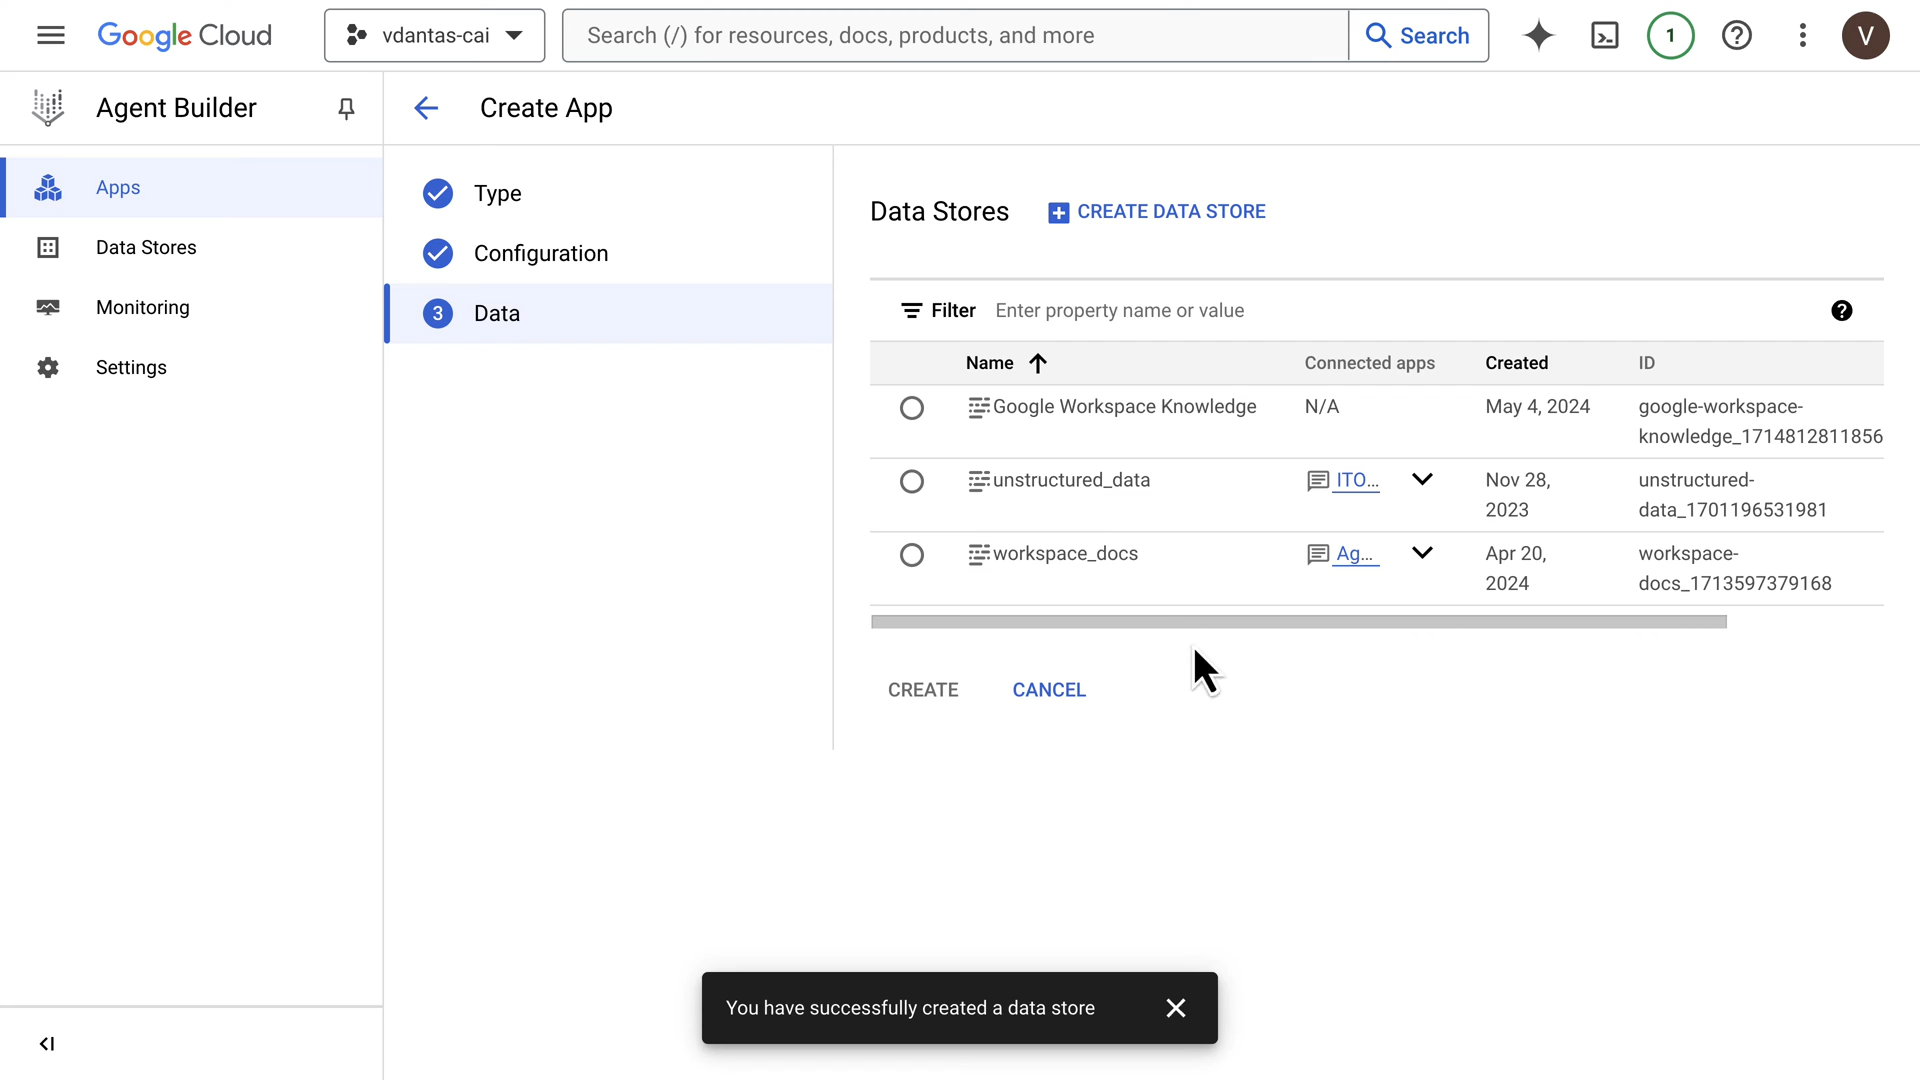 Google Cloud
vdantas-cai
Search (/) for resources, docs, products, and more
Search
1
V
Agent Builder
Create App
Apps
Data Stores
Monitoring
Settings
Type
Configuration
3 Data
Data Stores
CREATE DATA STORE
Filter Enter property name or value
Name Connected apps Created ID
Google Workspace Knowledge N/A May 4, 2024 google-workspace-
knowledge_1714812811856
unstructured_data ITO... Nov 28, unstructured-
2023 data_1701196531981
workspace_docs Ag... Apr 20, workspace-
2024 docs_1713597379168
CREATE CANCEL
You have successfully created a data store